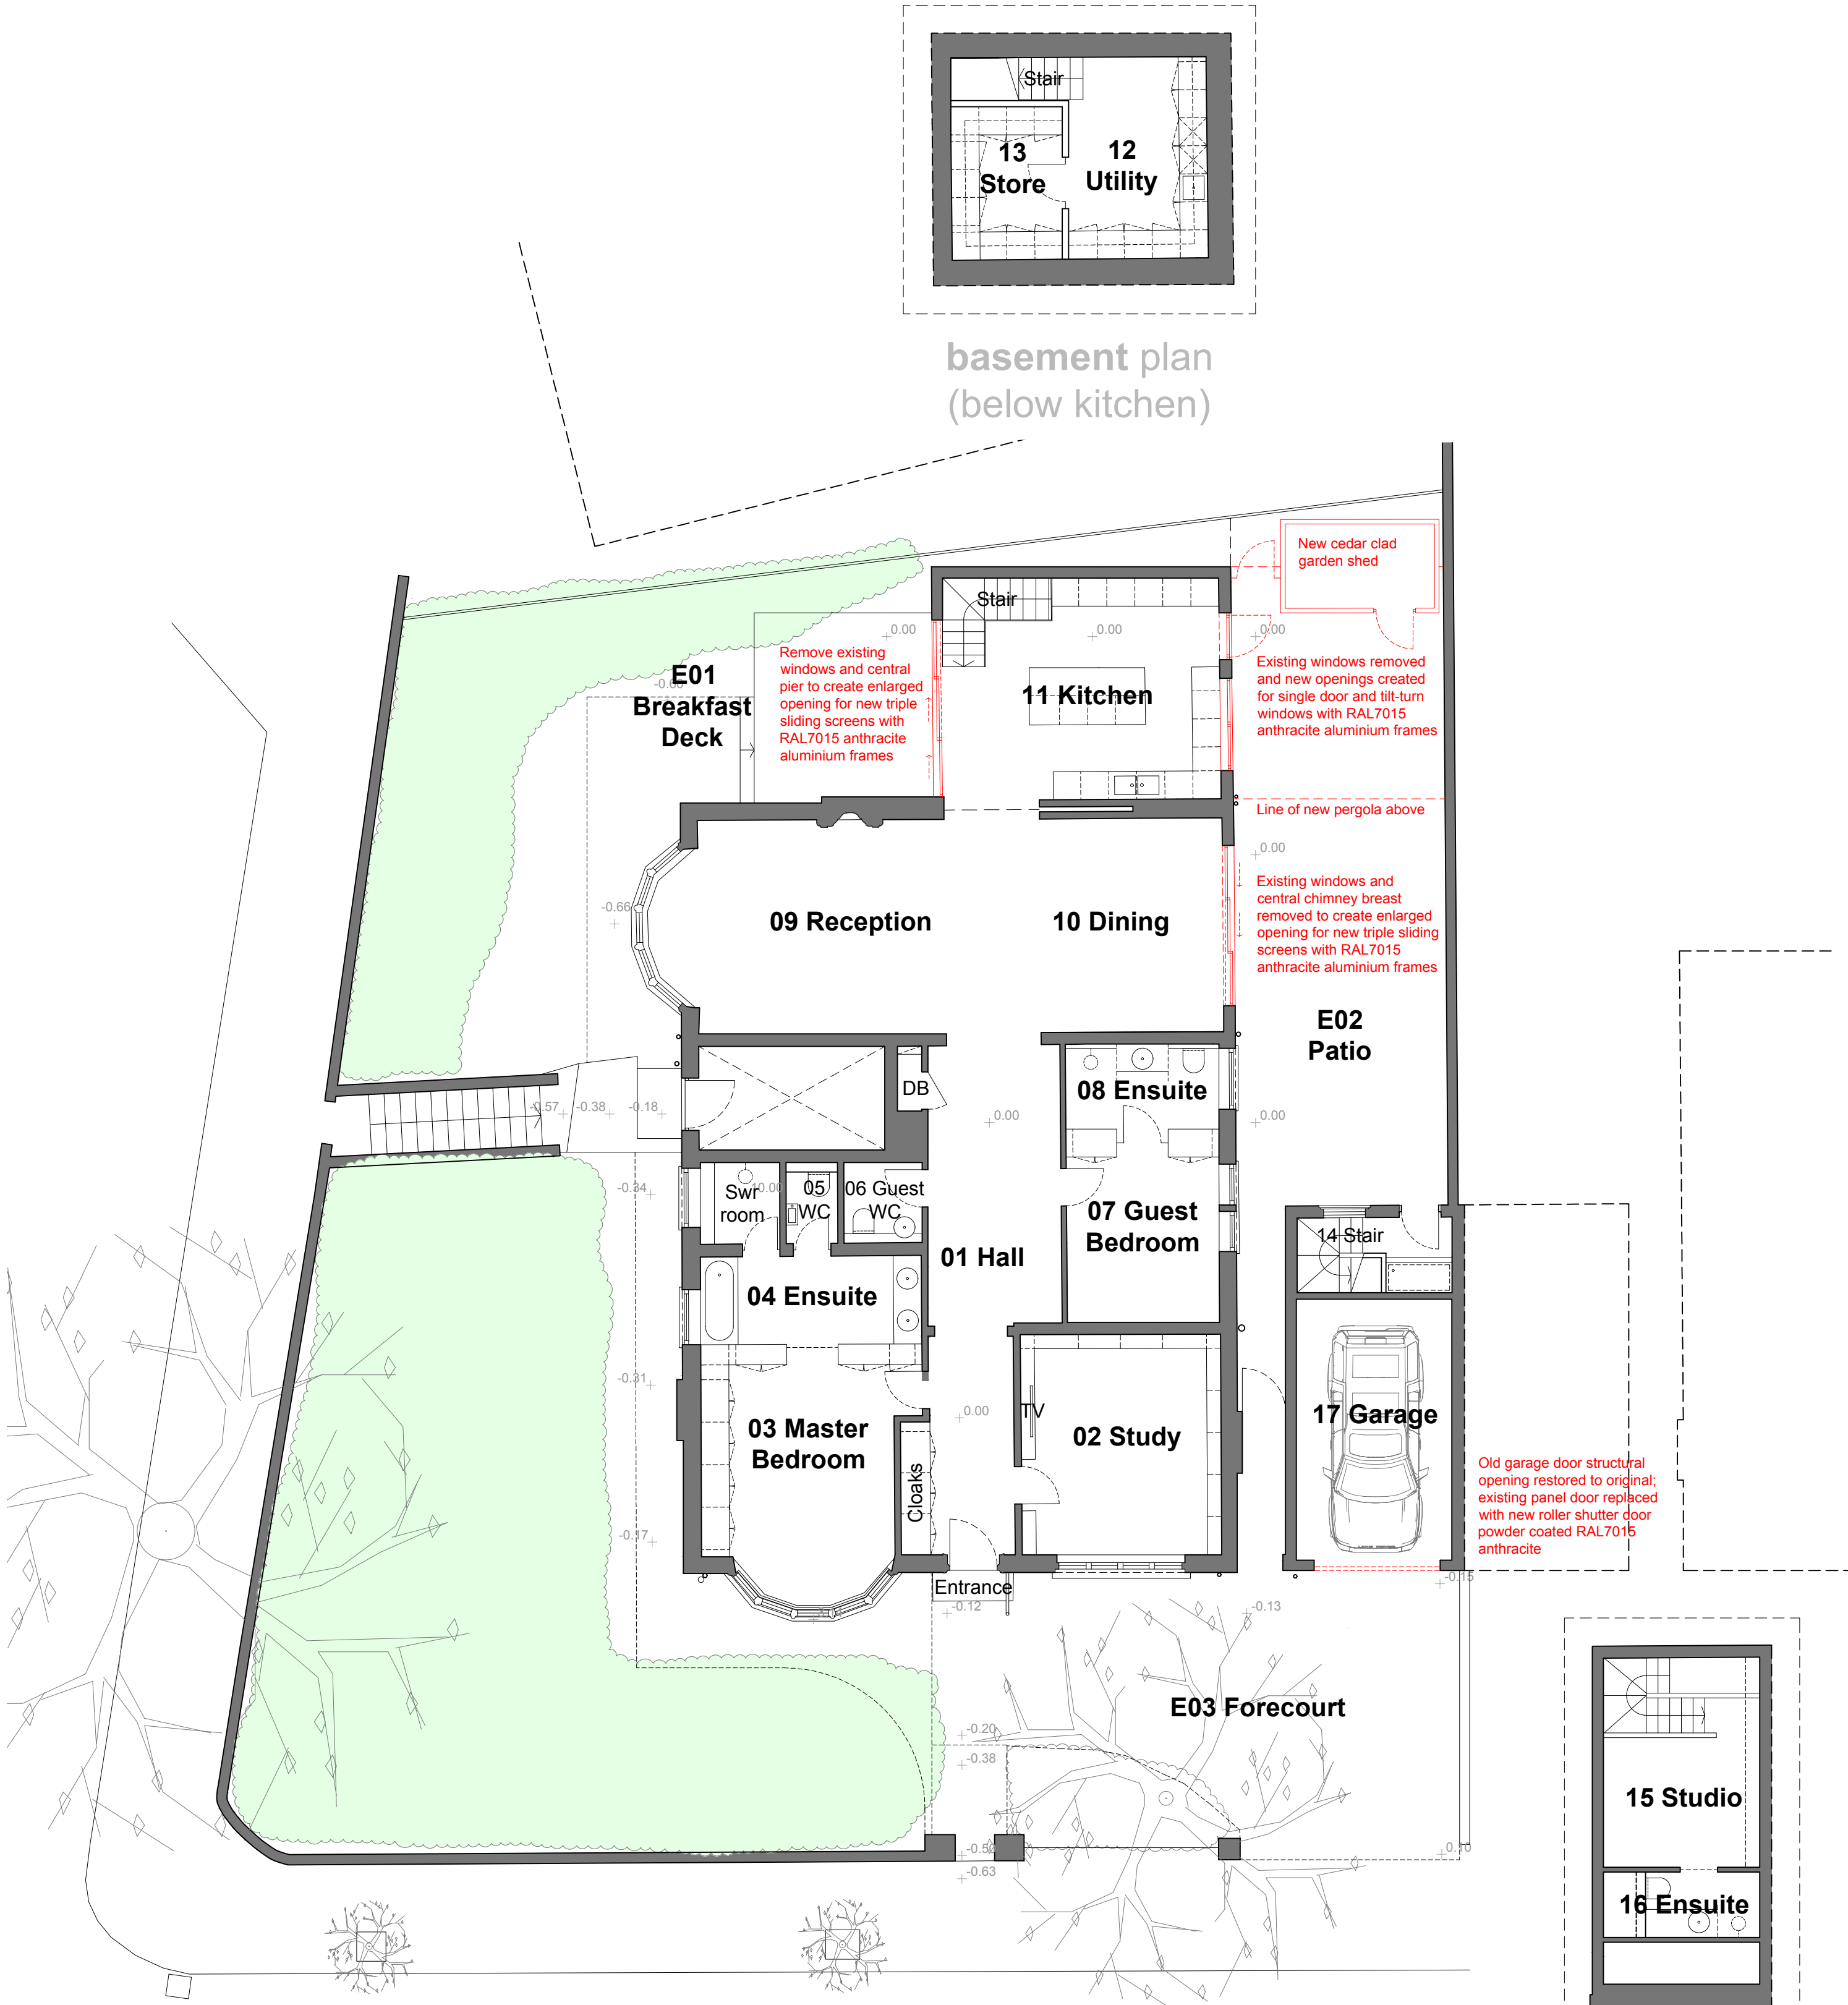 Stair
13
Store
12
Utility
basement plan
(below kitchen)
New cedar clad
garden shed
Stair
0.00
0.00
0.00
Remove existing
windows and central
pier to create enlarged
opening for new triple
sliding screens with
RAL7015 anthracite
aluminium frames
E01
Breakfast
Deck
11 Kitchen
Existing windows removed
and new openings created
for single door and tilt-turn
windows with RAL7015
anthracite aluminium frames
Line of new pergola above
0.00
Existing windows and
central chimney breast
removed to create enlarged
opening for new triple sliding
screens with RAL7015
anthracite aluminium frames
-0.66
09 Reception
10 Dining
E02
Patio
DB
08 Ensuite
-0.57
-0.38
-0.18
0.00
0.00
-0.34
Swr
room
05
WC
06 Guest
WC
07 Guest
Bedroom
14 Stair
01 Hall
04 Ensuite
-0.31
03 Master
Bedroom
0.00
TV
02 Study
17 Garage
Cloaks
Old garage door structural
opening restored to original;
existing panel door replaced
with new roller shutter door
powder coated RAL7015
anthracite
-0.17
Entrance
-0.12
-0.13
-0.15
E03 Forecourt
-0.20
-0.38
15 Studio
0.10
-0.63
16 Ensuite